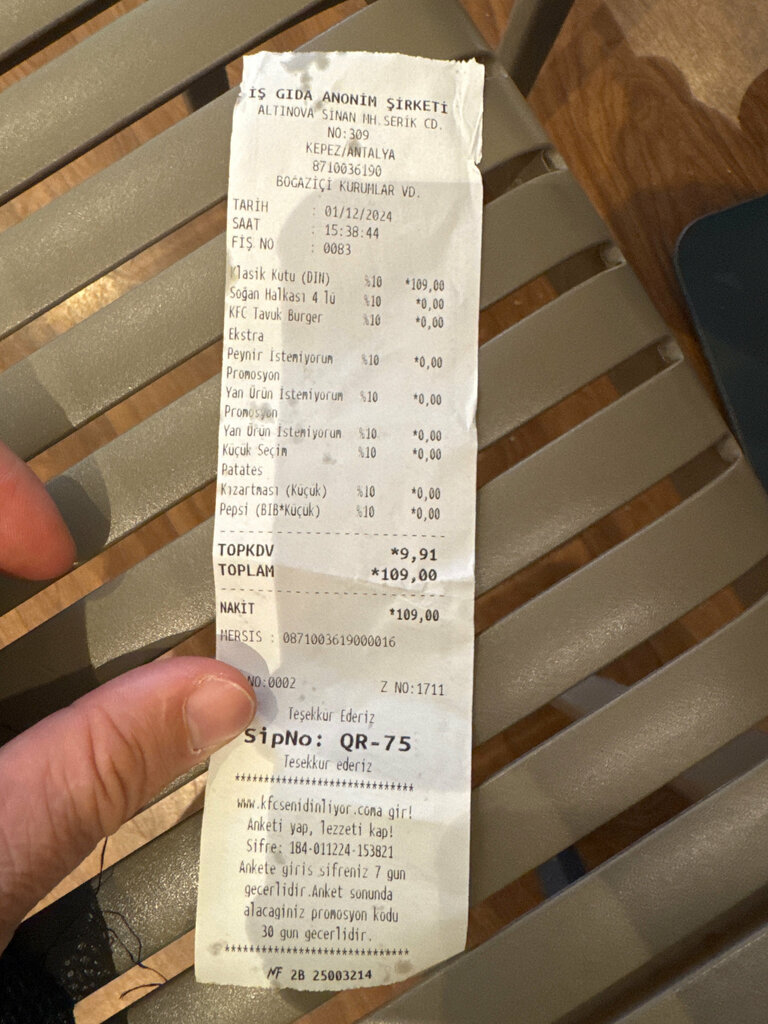 İŞ GIDA ANONİM ŞİRKETİ
ALTINOVA SİNAN MH.SERİK CD.
NO:309
KEPEZ/ANTALYA
8710036190
BOĞAZİÇİ KURUMLAR VD.
TARİH : 01/12/2024
SAAT : 15:38:44
FİŞ NO : 0083
Klasik Kutu (DIN) %10 *109,00
Soğan Halkası 4 lü %10 *0,00
KFC Tavuk Burger %10 *0,00
Ekstra
Peynir İstemiyorum %10 *0,00
Promosyon
Yan Ürün İstemiyorum %10 *0,00
Promosyon
Yan Ürün İstemiyorum %10 *0,00
Küçük Seçim %10 *0,00
Patates
Kızartması (Küçük) %10 *0,00
Pepsi (BIB*Küçük) %10 *0,00
TOPKDV *9,91
TOPLAM *109,00
NAKİT *109,00
MERSIS : 0871003619000016
NO:0002 Z NO:1711
Teşekkür Ederiz
SipNo: QR-75
Tesekkur ederiz
******************************
www.kfcsenidinliyor.coma gir!
Anketi yap, lezzeti kap!
Sifre: 184-011224-153821
Ankete giris sifreniz 7 gun
gecerlidir.Anket sonunda
alacaginiz promosyon kodu
30 gun gecerlidir.
******************************
MF 2B 25003214